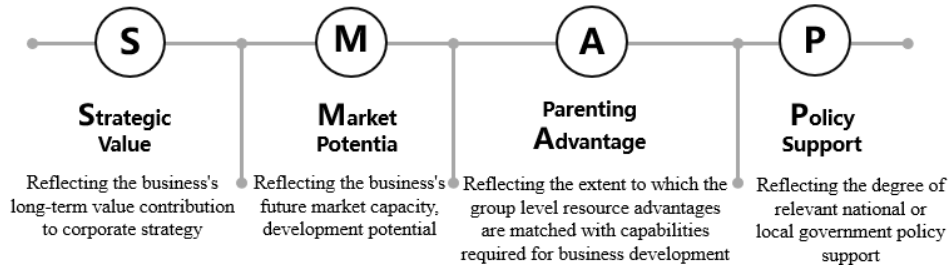 S
M
A
P
Strategic
Value
Reflecting the business's
long-term value contribution
to corporate strategy
Market
Potentia
Reflecting the business's
future market capacity,
development potential
Parenting
Advantage
Reflecting the extent to which the
group level resource advantages
are matched with capabilities
required for business development
Policy
Support
Reflecting the degree of
relevant national or
local government policy
support